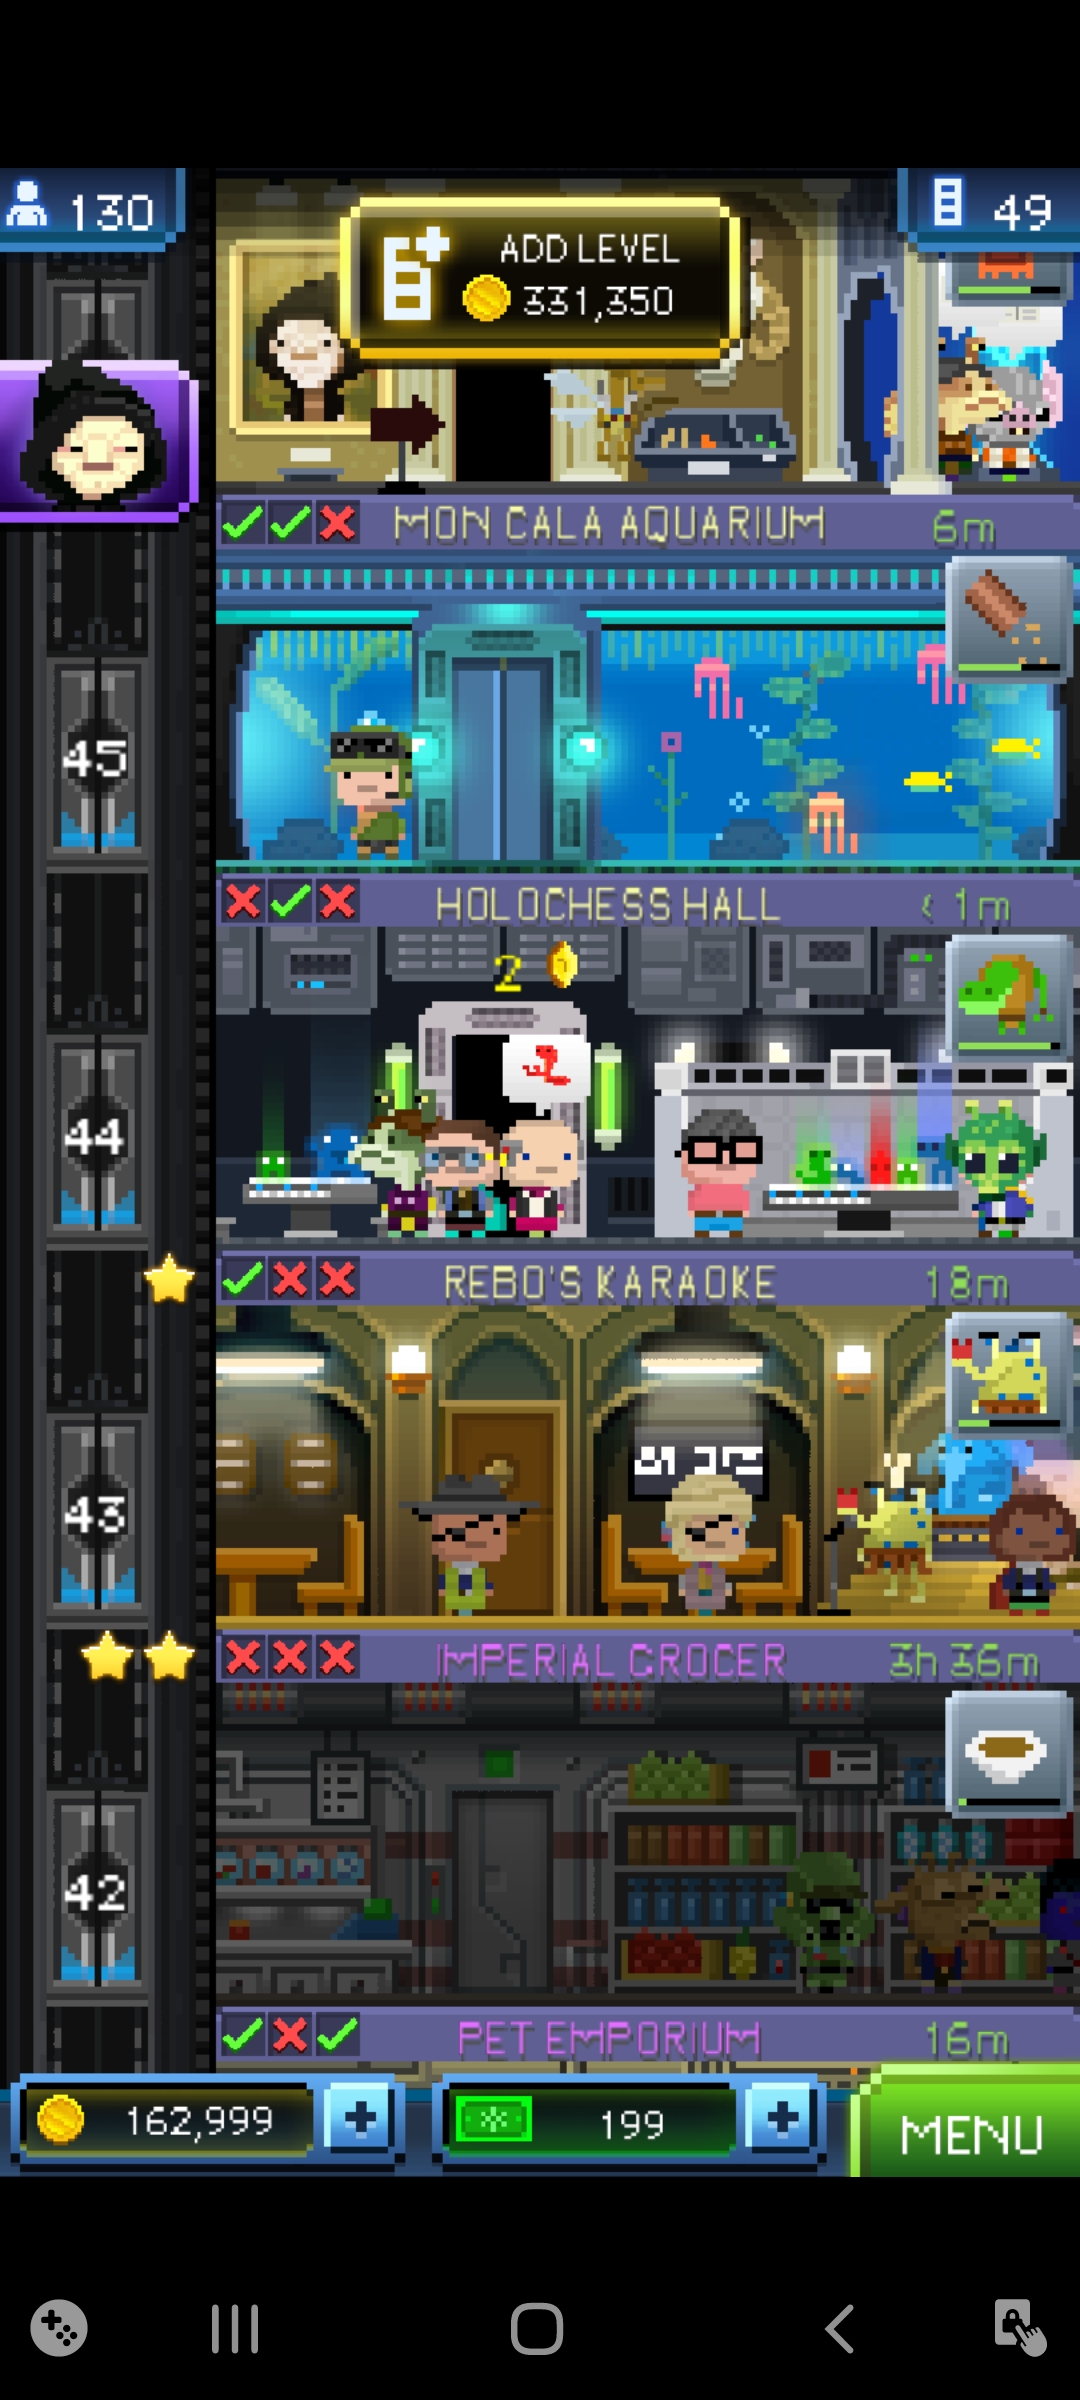 130
49
ADD LEVEL
331,350
MON CALA AQUARIUM 6m
45
HOLOCHESS HALL < 1m
2
44
REBO'S KARAOKE 18m
43
IMPERIAL GROCER 3h 36m
42
PET EMPORIUM 16m
162,999
199
MENU